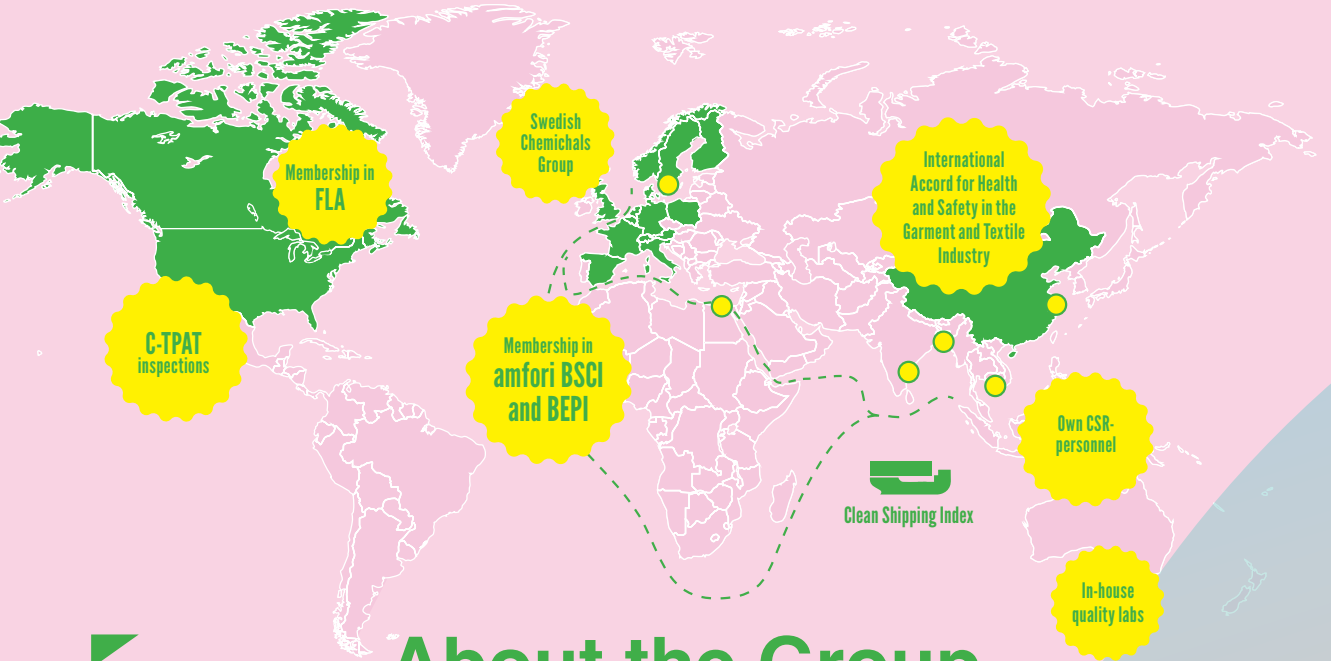 Swedish
Chemichals
Group
Membership in
FLA
International
Accord for Health
and Safety in the
Garment and Textile
Industry
C-TPAT
inspections
Membership in
amfori BSCI
and BEPI
Own CSR-
personnel
Clean Shipping Index
In-house
quality labs
About the Group